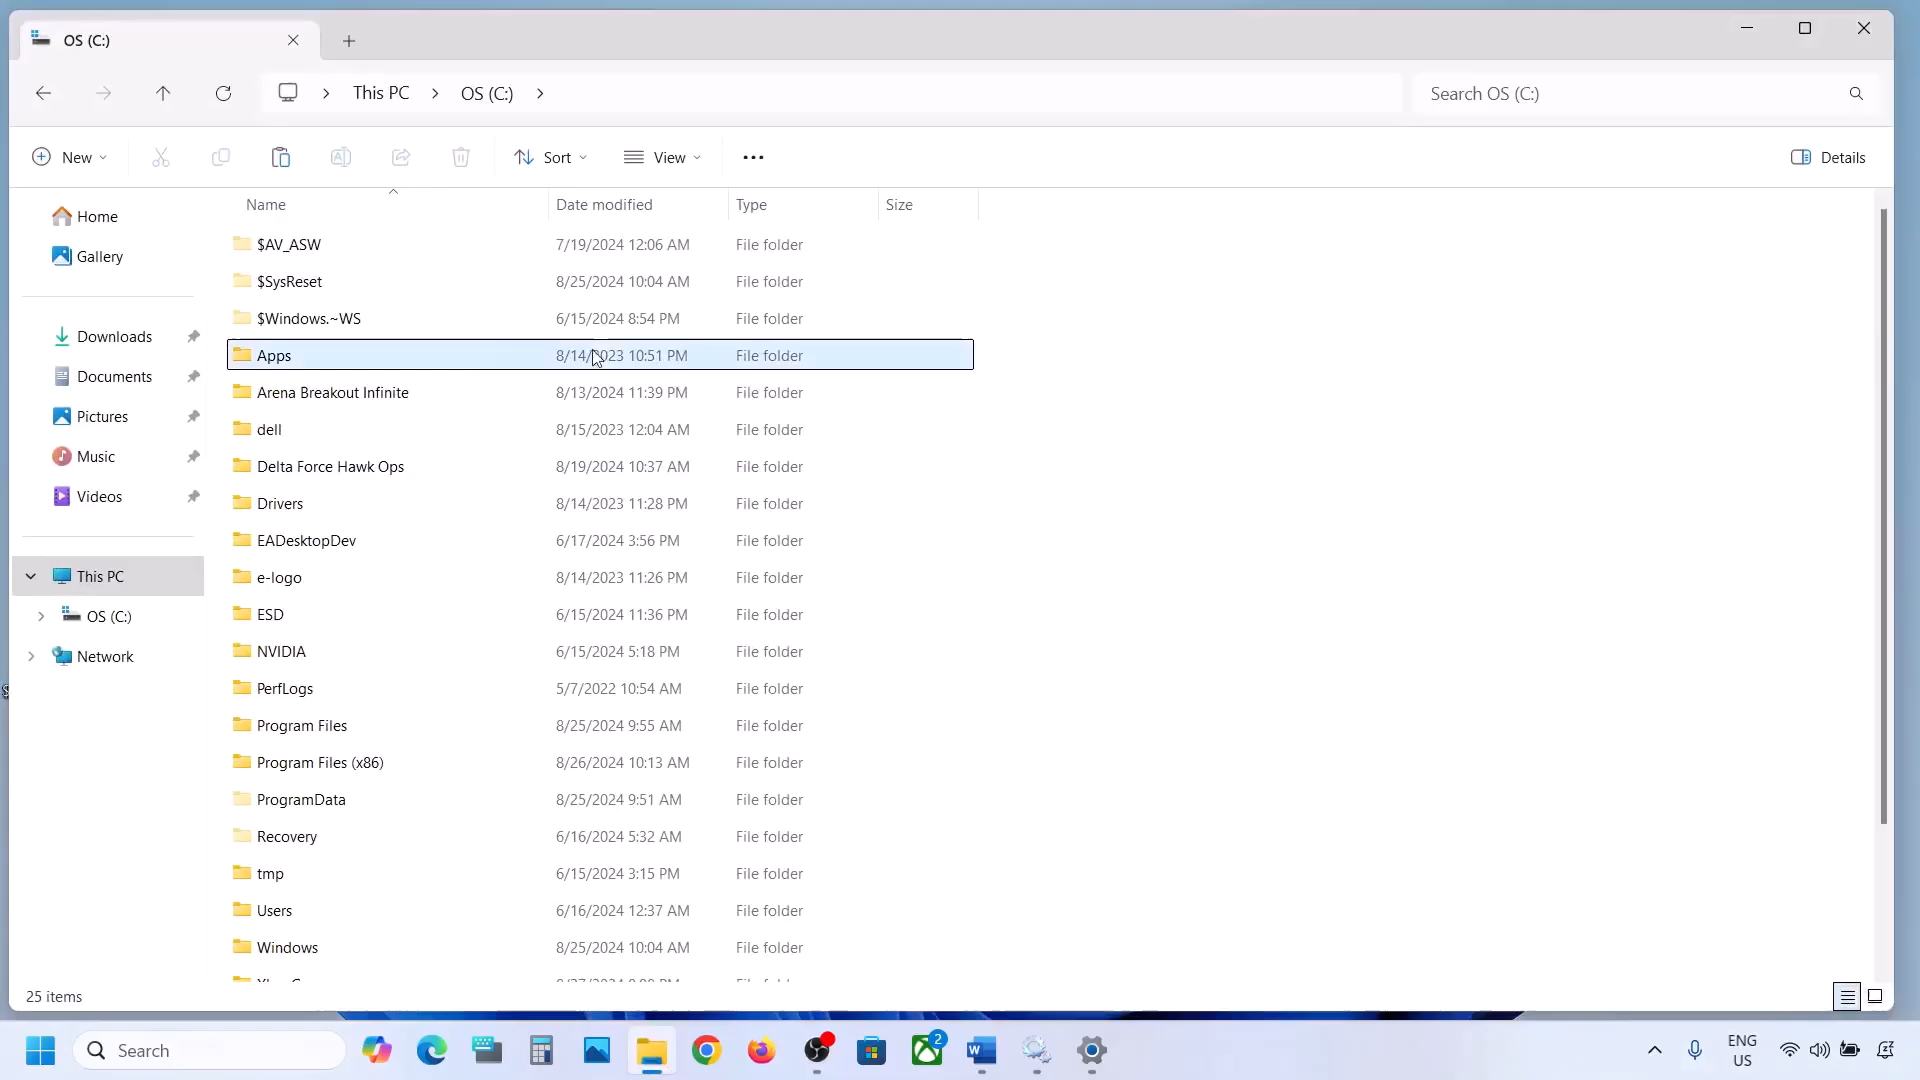 OS (C:)
This PC
OS (C:)
Search OS (C:)
New
Sort
View
Details
Name
Date modified
Type
Size
Home
Gallery
Downloads
Documents
Pictures
Music
Videos
This PC
OS (C:)
Network
$AV_ASW 7/19/2024 12:06 AM File folder
$SysReset 8/25/2024 10:04 AM File folder
$Windows.~WS 6/15/2024 8:54 PM File folder
Apps 8/14/2023 10:51 PM File folder
Arena Breakout Infinite 8/13/2024 11:39 PM File folder
dell 8/15/2023 12:04 AM File folder
Delta Force Hawk Ops 8/19/2024 10:37 AM File folder
Drivers 8/14/2023 11:28 PM File folder
EADesktopDev 6/17/2024 3:56 PM File folder
e-logo 8/14/2023 11:26 PM File folder
ESD 6/15/2024 11:36 PM File folder
NVIDIA 6/15/2024 5:18 PM File folder
PerfLogs 5/7/2022 10:54 AM File folder
Program Files 8/25/2024 9:55 AM File folder
Program Files (x86) 8/26/2024 10:13 AM File folder
ProgramData 8/25/2024 9:51 AM File folder
Recovery 6/16/2024 5:32 AM File folder
tmp 6/15/2024 3:15 PM File folder
Users 6/16/2024 12:37 AM File folder
Windows 8/25/2024 10:04 AM File folder
25 items
Search
2
ENG
US